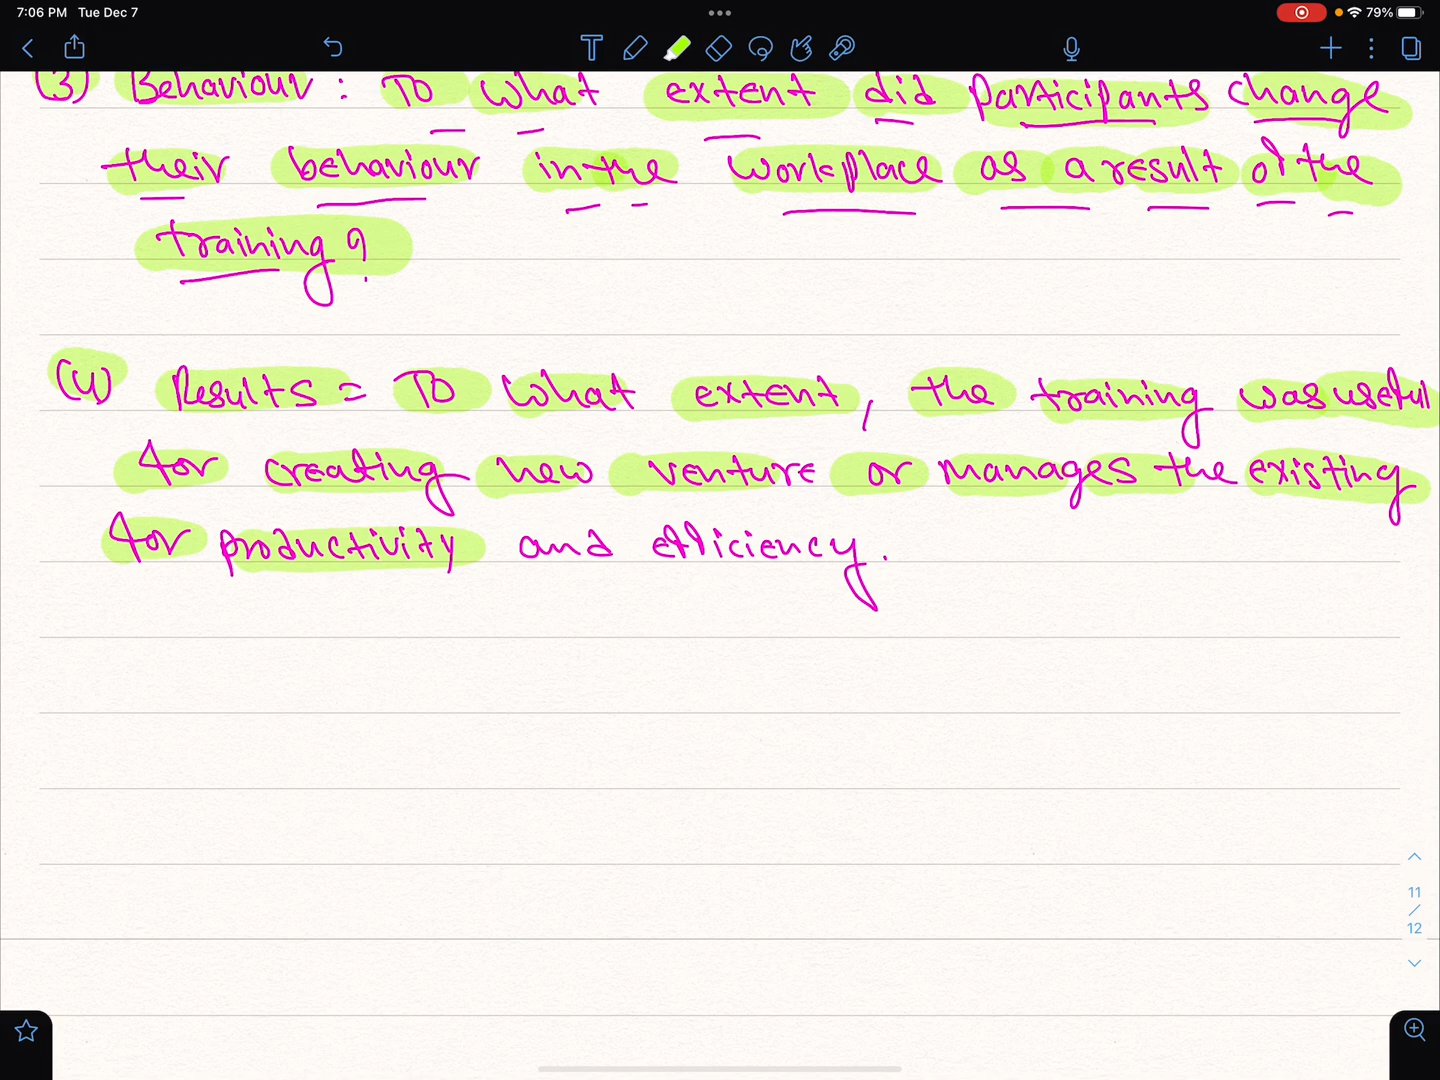 7:06 PM Tue Dec 7
79%
(3) Behaviour : To what extent did participants change
their behaviour in the workplace as a result of the
training?
(4) Results = To what extent, the training was useful
for creating new venture or manages the existing
for productivity and efficiency.
11
/
12